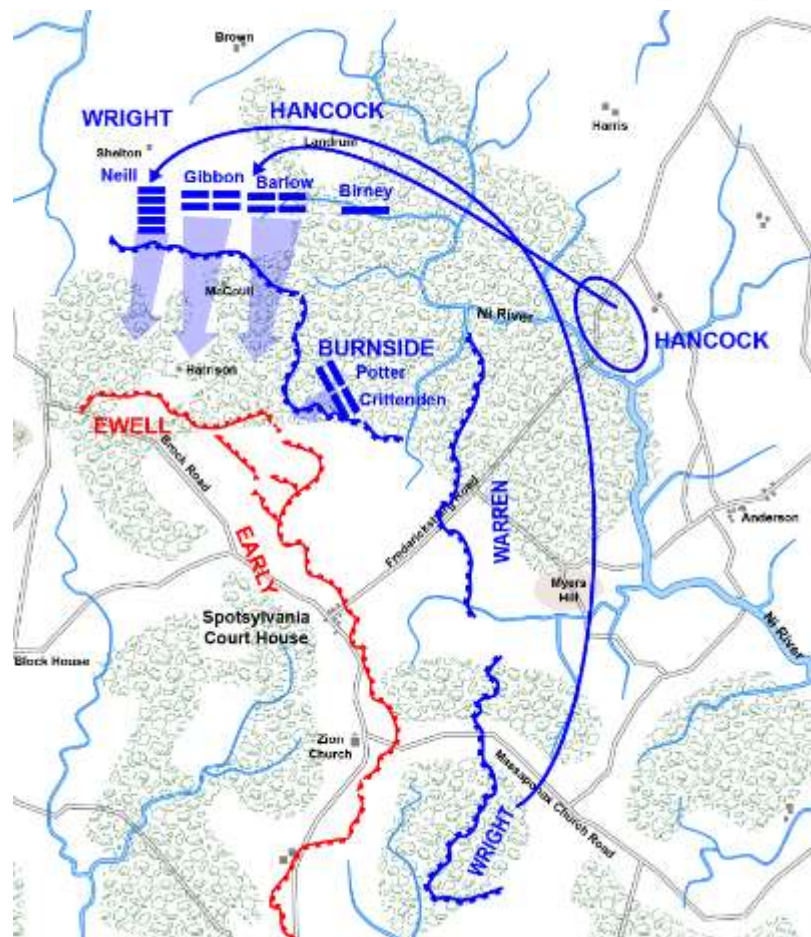 Brown
HANCOCK
WRIGHT
Harris
Landrum
Shelton
Neill
Gibbon
Barlow
Birney
McCoull
Ni River
HANCOCK
BURNSIDE
Potter
Harrison
Crittenden
EWELL
Brock Road
Fredericksburg Road
WARREN
Anderson
EARLY
Myers
Hill
Spotsylvania
Court House
Ni River
Block House
Zion
Church
Massaponax Church Road
WRIGHT